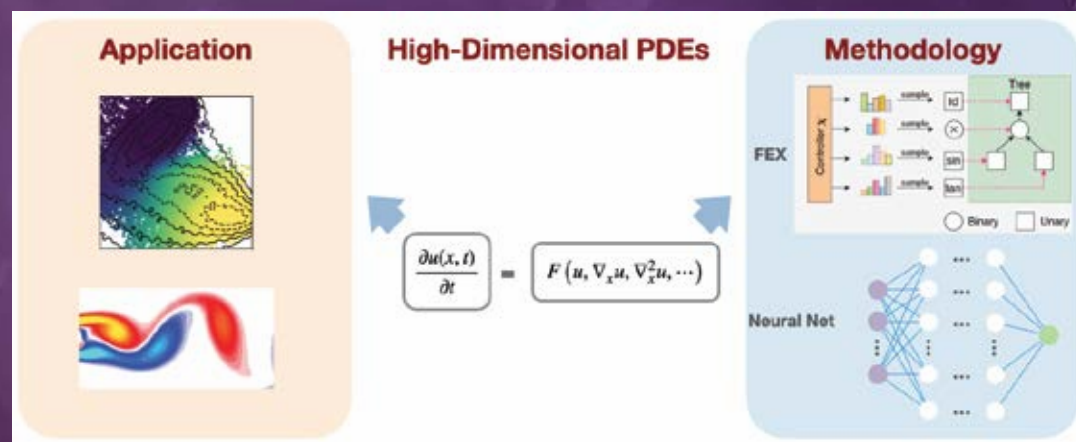 Application
High-Dimensional PDEs
Methodology
FEX
Controller χ
sample
sample
sample
sample
Id
×
sin
tan
Tree
Binary
Unary
∂u(x, t)
∂t
=
F (u, ∇ₓu, ∇ₓ²u, ⋯)
Neural Net